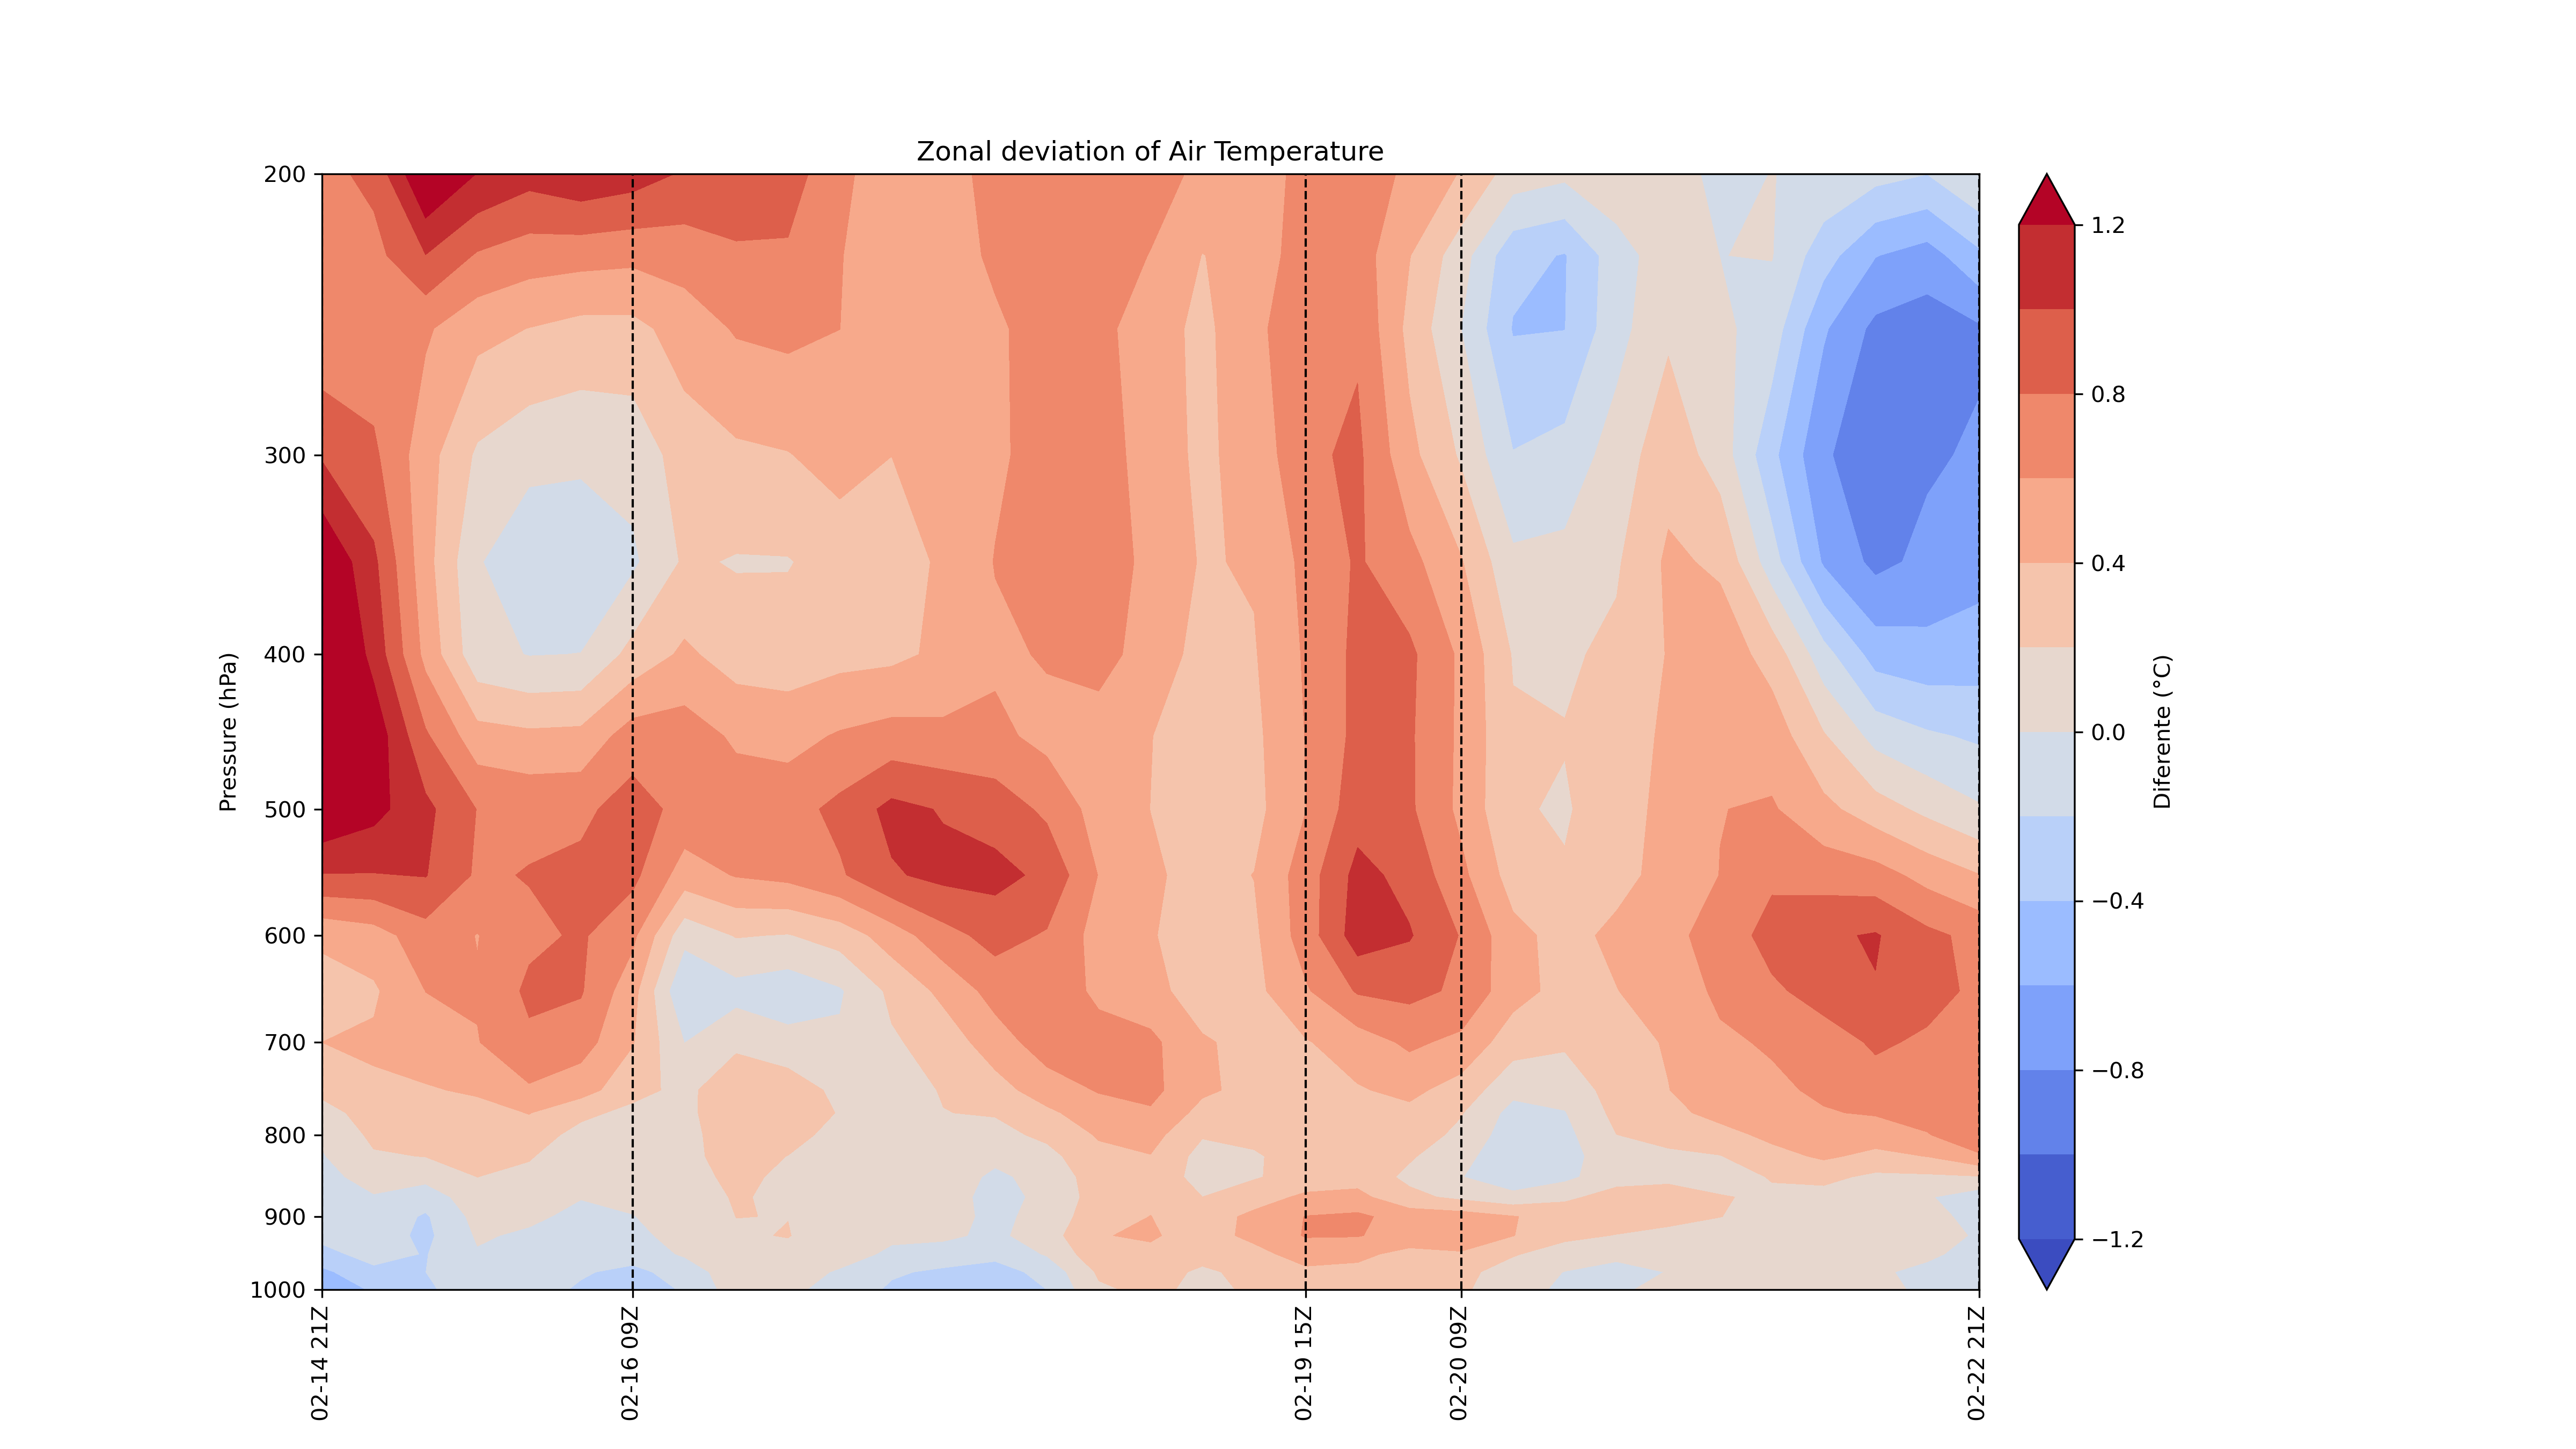 Zonal deviation of Air Temperature
200
300
400
500
600
700
800
900
1000
Pressure (hPa)
02-14 21Z
02-16 09Z
02-19 15Z
02-20 09Z
02-22 21Z
1.2
0.8
0.4
0.0
−0.4
−0.8
−1.2
Diferente (°C)